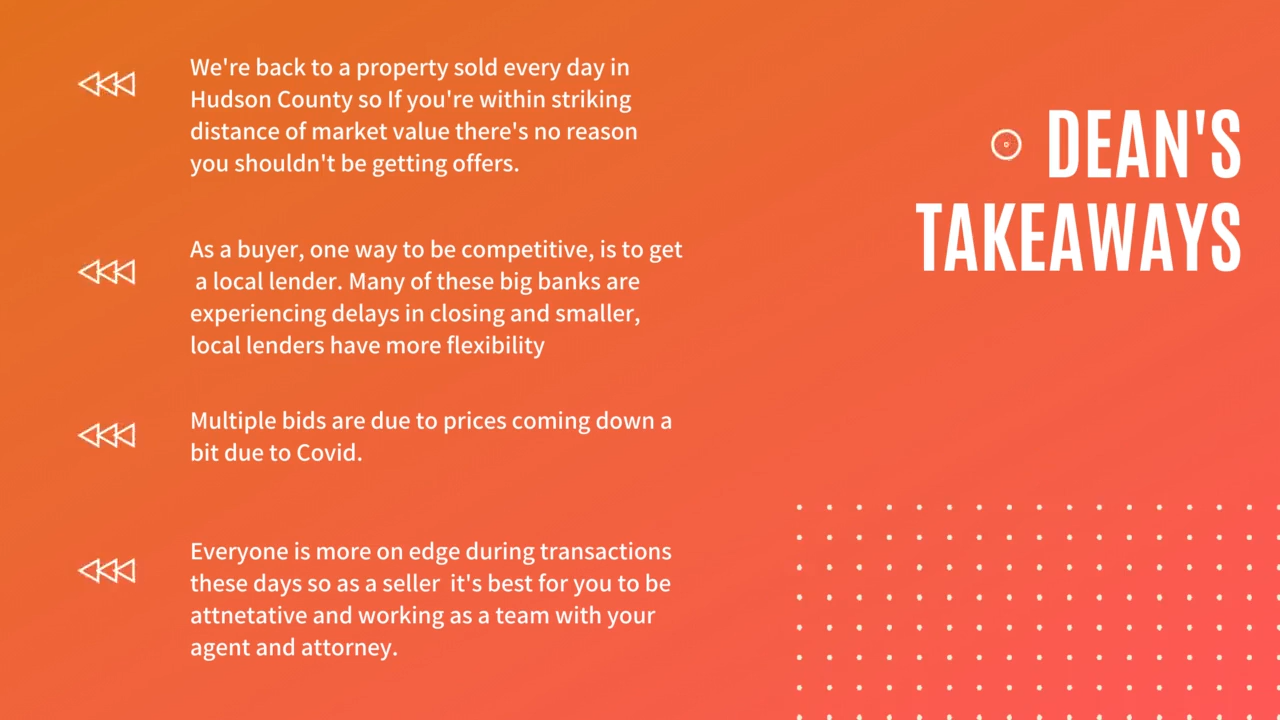 We're back to a property sold every day in
Hudson County so If you're within striking
distance of market value there's no reason
you shouldn't be getting offers.
As a buyer, one way to be competitive, is to get
a local lender. Many of these big banks are
experiencing delays in closing and smaller,
local lenders have more flexibility
Multiple bids are due to prices coming down a
bit due to Covid.
Everyone is more on edge during transactions
these days so as a seller  it's best for you to be
attnetative and working as a team with your
agent and attorney.
DEAN'S
TAKEAWAYS